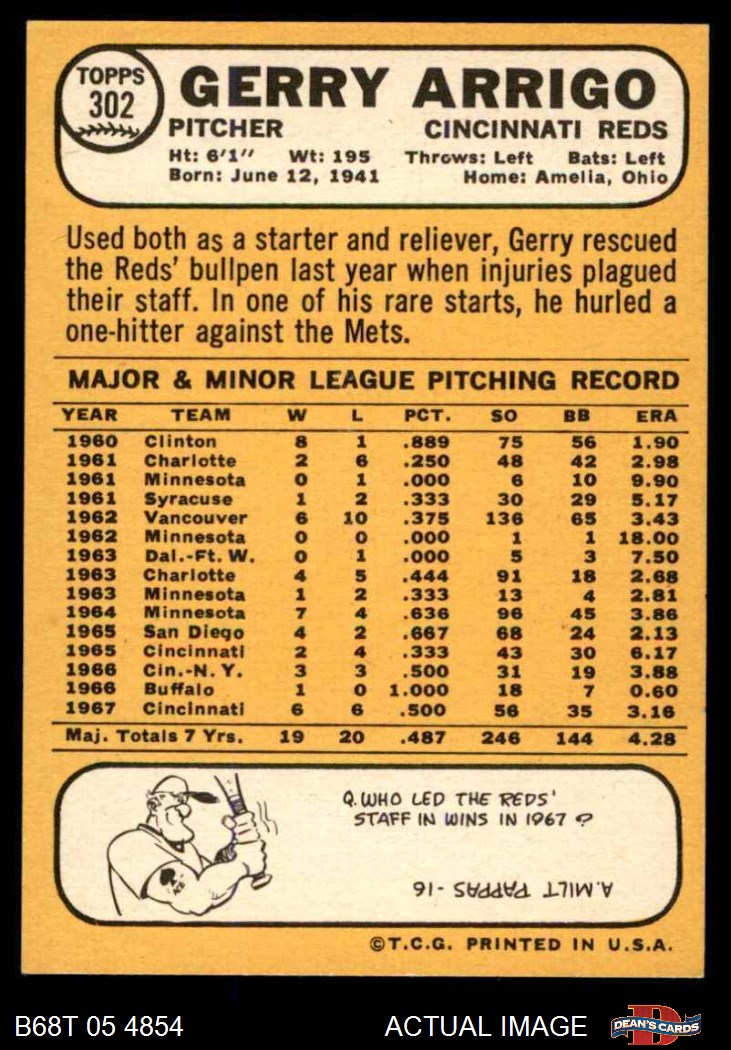 TOPPS
302
GERRY ARRIGO
PITCHER CINCINNATI REDS
Ht: 6'1" Wt: 195 Throws: Left Bats: Left
Born: June 12, 1941 Home: Amelia, Ohio
Used both as a starter and reliever, Gerry rescued
the Reds' bullpen last year when injuries plagued
their staff. In one of his rare starts, he hurled a
one-hitter against the Mets.
MAJOR & MINOR LEAGUE PITCHING RECORD
YEAR TEAM W L PCT. SO BB ERA
1960 Clinton 8 1 .889 75 56 1.90
1961 Charlotte 2 6 .250 48 42 2.98
1961 Minnesota 0 1 .000 6 10 9.90
1961 Syracuse 1 2 .333 30 29 5.17
1962 Vancouver 6 10 .375 136 65 3.43
1962 Minnesota 0 0 .000 1 1 18.00
1963 Dal.-Ft. W. 0 1 .000 5 3 7.50
1963 Charlotte 4 5 .444 91 18 2.68
1963 Minnesota 1 2 .333 13 4 2.81
1964 Minnesota 7 4 .636 96 45 3.86
1965 San Diego 4 2 .667 68 24 2.13
1965 Cincinnati 2 4 .333 43 30 6.17
1966 Cin.-N. Y. 3 3 .500 31 19 3.88
1966 Buffalo 1 0 1.000 18 7 0.60
1967 Cincinnati 6 6 .500 56 35 3.16
Maj. Totals 7 Yrs. 19 20 .487 246 144 4.28
Q. WHO LED THE REDS'
STAFF IN WINS IN 1967 ?
ACE
A. MILT PAPPAS - 16
©T.C.G. PRINTED IN U.S.A.
B68T 05 4854 ACTUAL IMAGE D DEAN'S CARDS